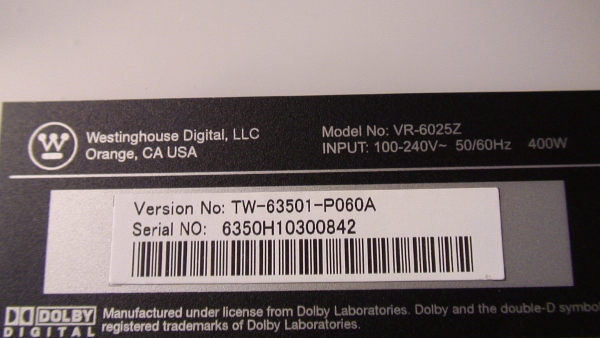 Westinghouse Digital, LLC
Orange, CA USA
Model No: VR-6025Z
INPUT: 100-240V~ 50/60Hz 400W
Version No: TW-63501-P060A
Serial NO: 6350H10300842
DOLBY
DIGITAL
Manufactured under license from Dolby Laboratories. Dolby and the double-D symbol
registered trademarks of Dolby Laboratories.